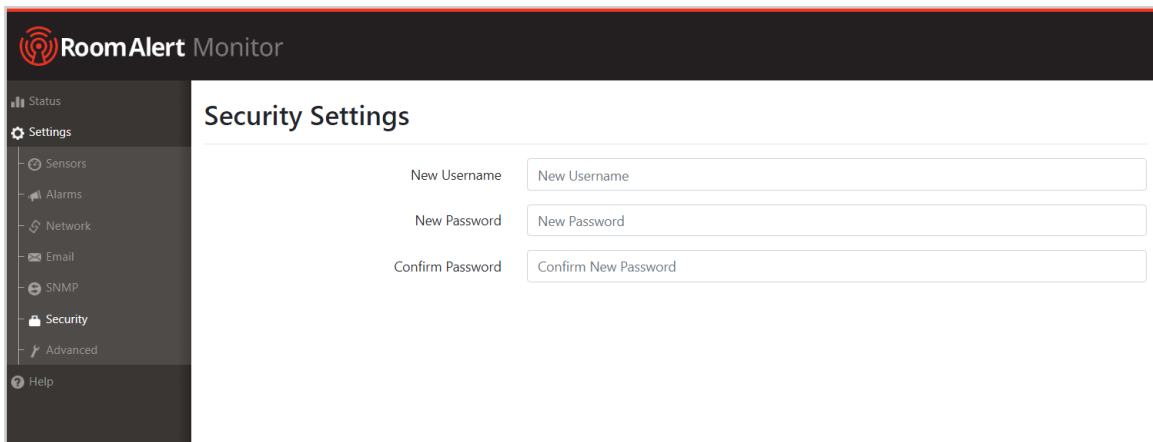 RoomAlert Monitor
Status
Settings
Sensors
Alarms
Network
Email
SNMP
Security
Advanced
Help
Security Settings
New Username New Username
New Password New Password
Confirm Password Confirm New Password